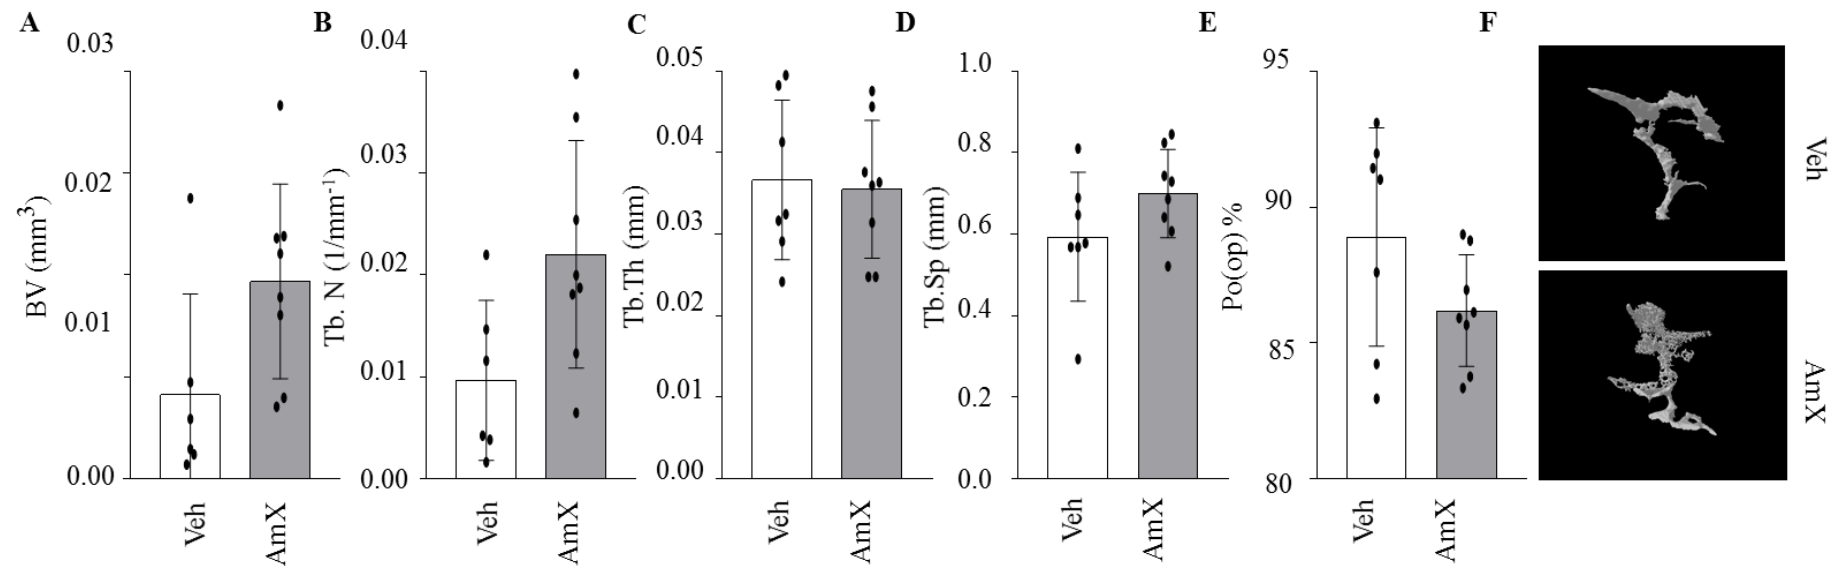 A
B
C
D
E
F
BV (mm³)
0.03
0.02
0.01
0.00
Veh
AmX
Tb. N (1/mm⁻¹)
0.04
0.03
0.02
0.01
0.00
Veh
AmX
Tb.Th (mm)
0.05
0.04
0.03
0.02
0.01
0.00
Veh
AmX
Tb.Sp (mm)
1.0
0.8
0.6
0.4
0.2
0.0
Veh
AmX
Po(op) %
95
90
85
80
Veh
AmX
Veh
AmX